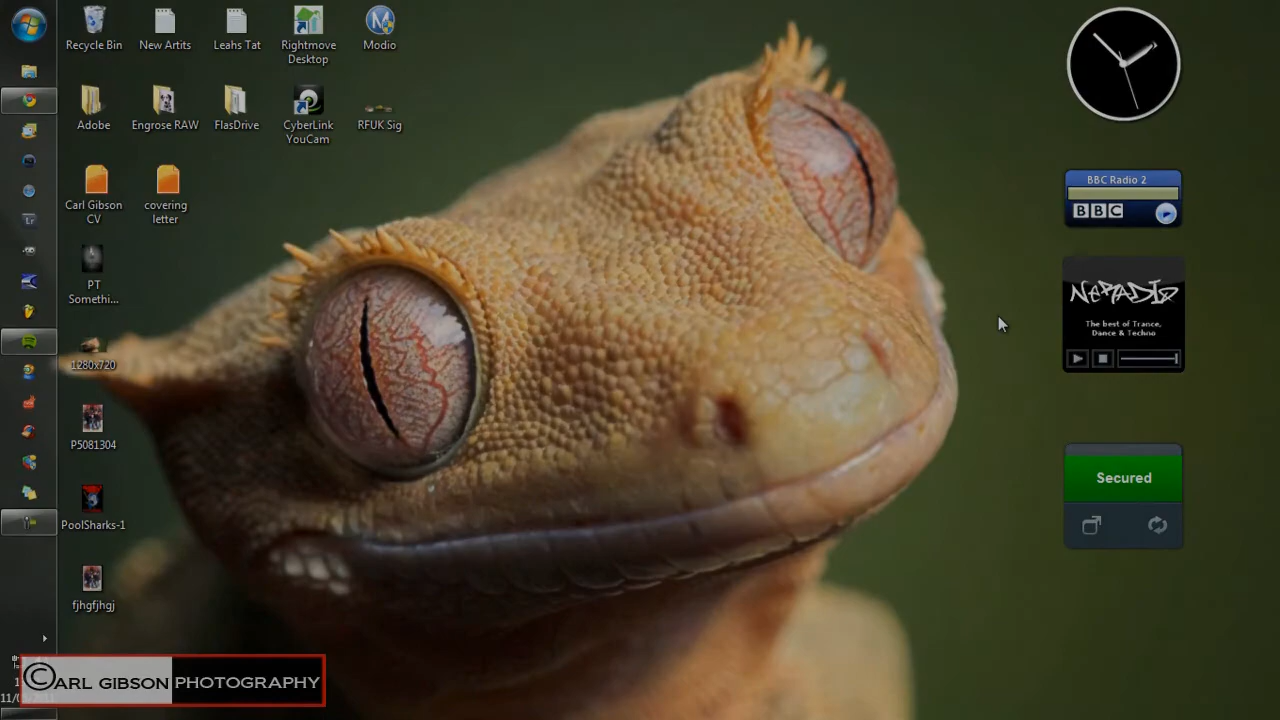 Recycle Bin
New Artits
Leahs Tat
Rightmove
Desktop
Modio
Adobe
Engrose RAW
FlasDrive
CyberLink
YouCam
RFUK Sig
Carl Gibson
CV
covering
letter
PT
Somethi...
1280x720
P5081304
PoolSharks-1
fjhgfjhgj
Lr
BBC Radio 2
BBC
NERADIO
The best of Trance,
Dance & Techno
Secured
©ARL GIBSON PHOTOGRAPHY